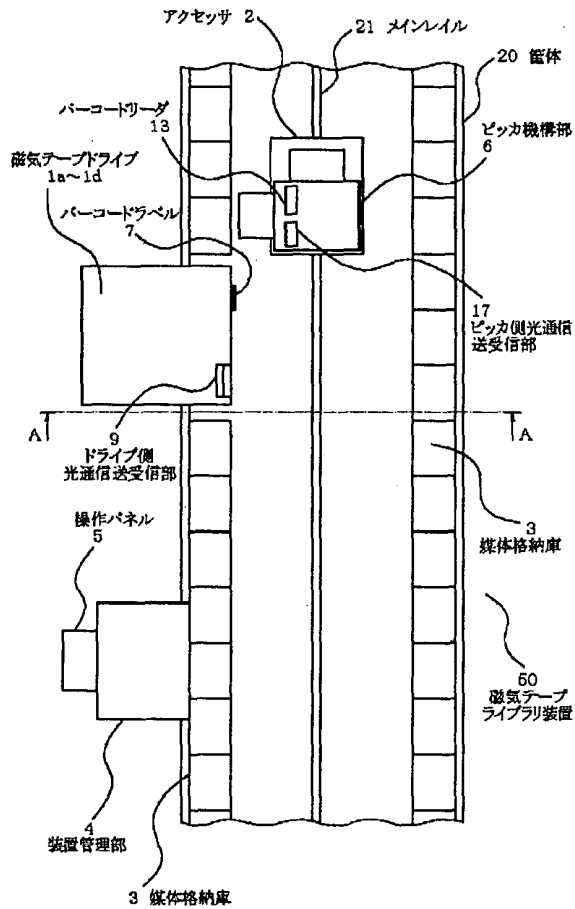 アクセッサ 2
21 メインレイル
20 筐体
バーコードリーダ
13
ピッカ機構部
6
磁気テープドライブ
1a～1d
バーコードラベル
7
17
ピッカ側光通信
送受信部
A
A
9
ドライブ側
光通信送受信部
3
媒体格納庫
操作パネル
5
50
磁気テープ
ライブラリ装置
4
装置管理部
3 媒体格納庫